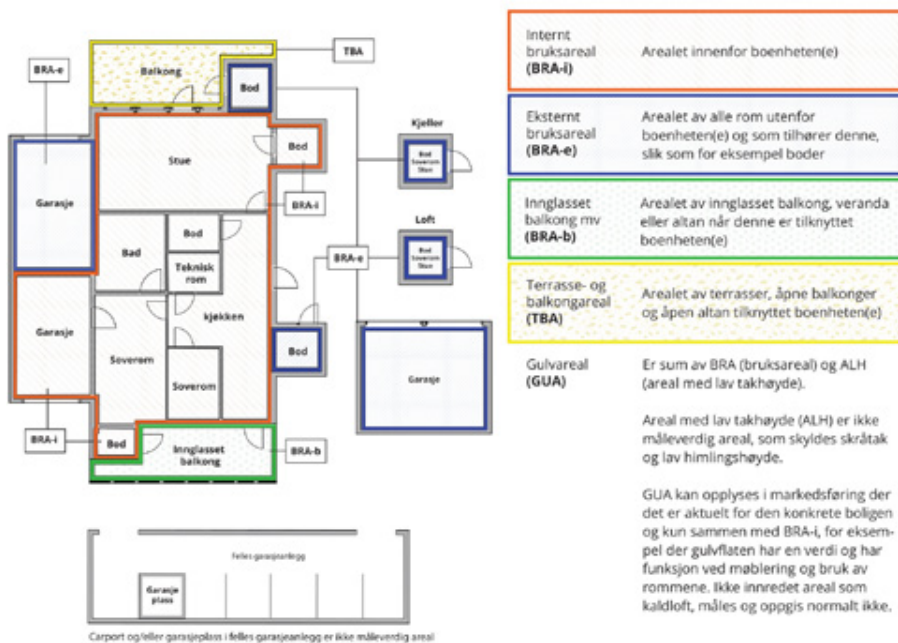 TBA
BRA-e
Balkong
Bod
Kjeller
Bod
Soverom
Stue
Stue
Bod
BRA-i
Garasje
Loft
Bod
Soverom
Stue
Bad
Bod
Teknisk
rom
BRA-e
kjøkken
Garasje
Soverom
Soverom
Bod
Garasje
BRA-i
Bod
Innglasset
balkong
BRA-b
Felles garasjeanlegg
Garasje
plass
Carport og/eller garasjeplass i felles garasjeanlegg er ikke måleverdig areal
Internt
bruksareal
(BRA-i)
Arealet innenfor boenheten(e)
Eksternt
bruksareal
(BRA-e)
Arealet av alle rom utenfor
boenheten(e) og som tilhører denne,
slik som for eksempel boder
Innglasset
balkong mv
(BRA-b)
Arealet av innglasset balkong, veranda
eller altan når denne er tilknyttet
boenheten(e)
Terrasse- og
balkongareal
(TBA)
Arealet av terrasser, åpne balkonger
og åpen altan tilknyttet boenheten(e)
Gulvareal
(GUA)
Er sum av BRA (bruksareal) og ALH
(areal med lav takhøyde).
Areal med lav takhøyde (ALH) er ikke
måleverdig areal, som skyldes skråtak
og lav himlingshøyde.
GUA kan opplyses i markedsføring der
det er aktuelt for den konkrete boligen
og kun sammen med BRA-i, for eksem-
pel der gulvflaten har en verdi og har
funksjon ved møblering og bruk av
rommene. Ikke innredet areal som
kaldloft, måles og oppgis normalt ikke.